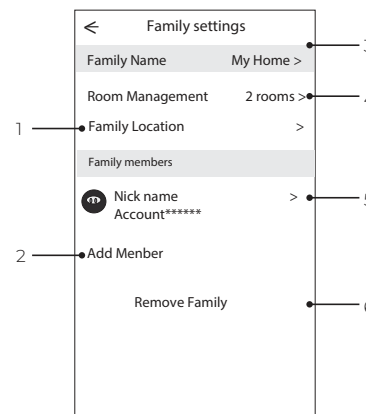 Family settings
Family Name My Home >
Room Management 2 rooms >
1 Family Location >
Family members
Nick name >
Account******
2 Add Menber
Remove Family